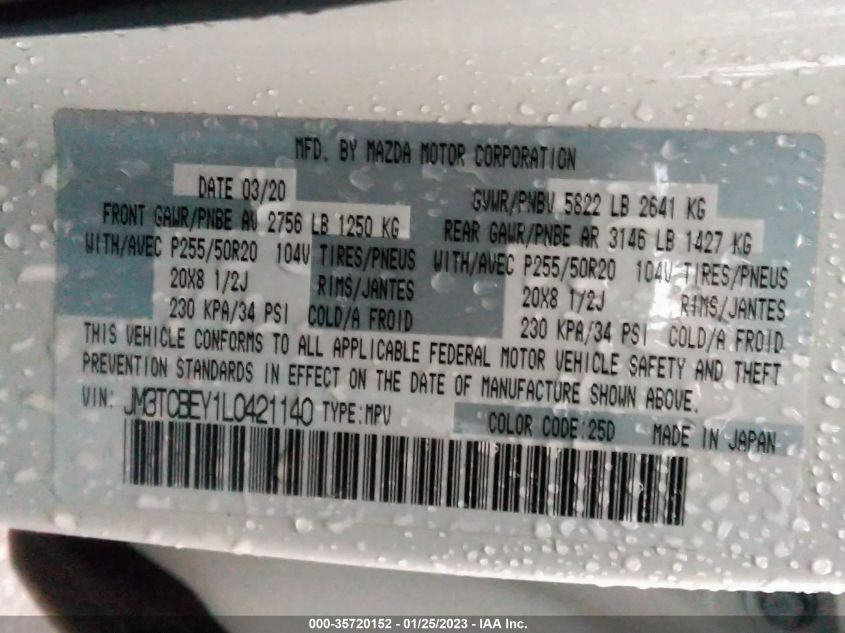 MFD. BY MAZDA MOTOR CORPORATION
DATE 03/20 GVWR/PNBV 5822 LB 2641 KG
FRONT GAWR/PNBE AV 2756 LB 1250 KG REAR GAWR/PNBE AR 3146 LB 1427 KG
WITH/AVEC P255/50R20 104V TIRES/PNEUS WITH/AVEC P255/50R20 104V TIRES/PNEUS
20X8 1/2J RIMS/JANTES 20X8 1/2J RIMS/JANTES
230 KPA/34 PSI COLD/A FROID 230 KPA/34 PSI COLD/A FROID
THIS VEHICLE CONFORMS TO ALL APPLICABLE FEDERAL MOTOR VEHICLE SAFETY AND THEFT
PREVENTION STANDARDS IN EFFECT ON THE DATE OF MANUFACTURE SHOWN ABOVE.
VIN: JM3TCBEY1L0421140 TYPE:MPV COLOR CODE:25D MADE IN JAPAN
000-35720152 - 01/25/2023 - IAA Inc.